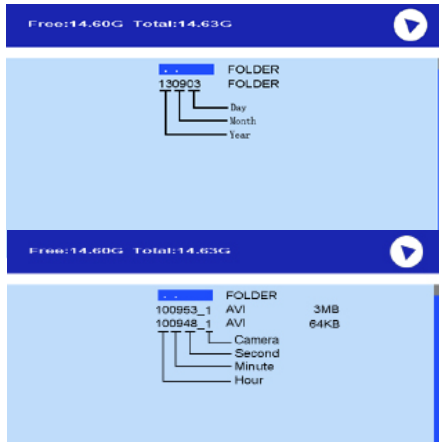 Free:14.60G Total:14.63G
. . FOLDER
130903 FOLDER
Day
Month
Year
Free:14.60G Total:14.63G
. . FOLDER
100953_1 AVI 3MB
100948_1 AVI 64KB
Camera
Second
Minute
Hour